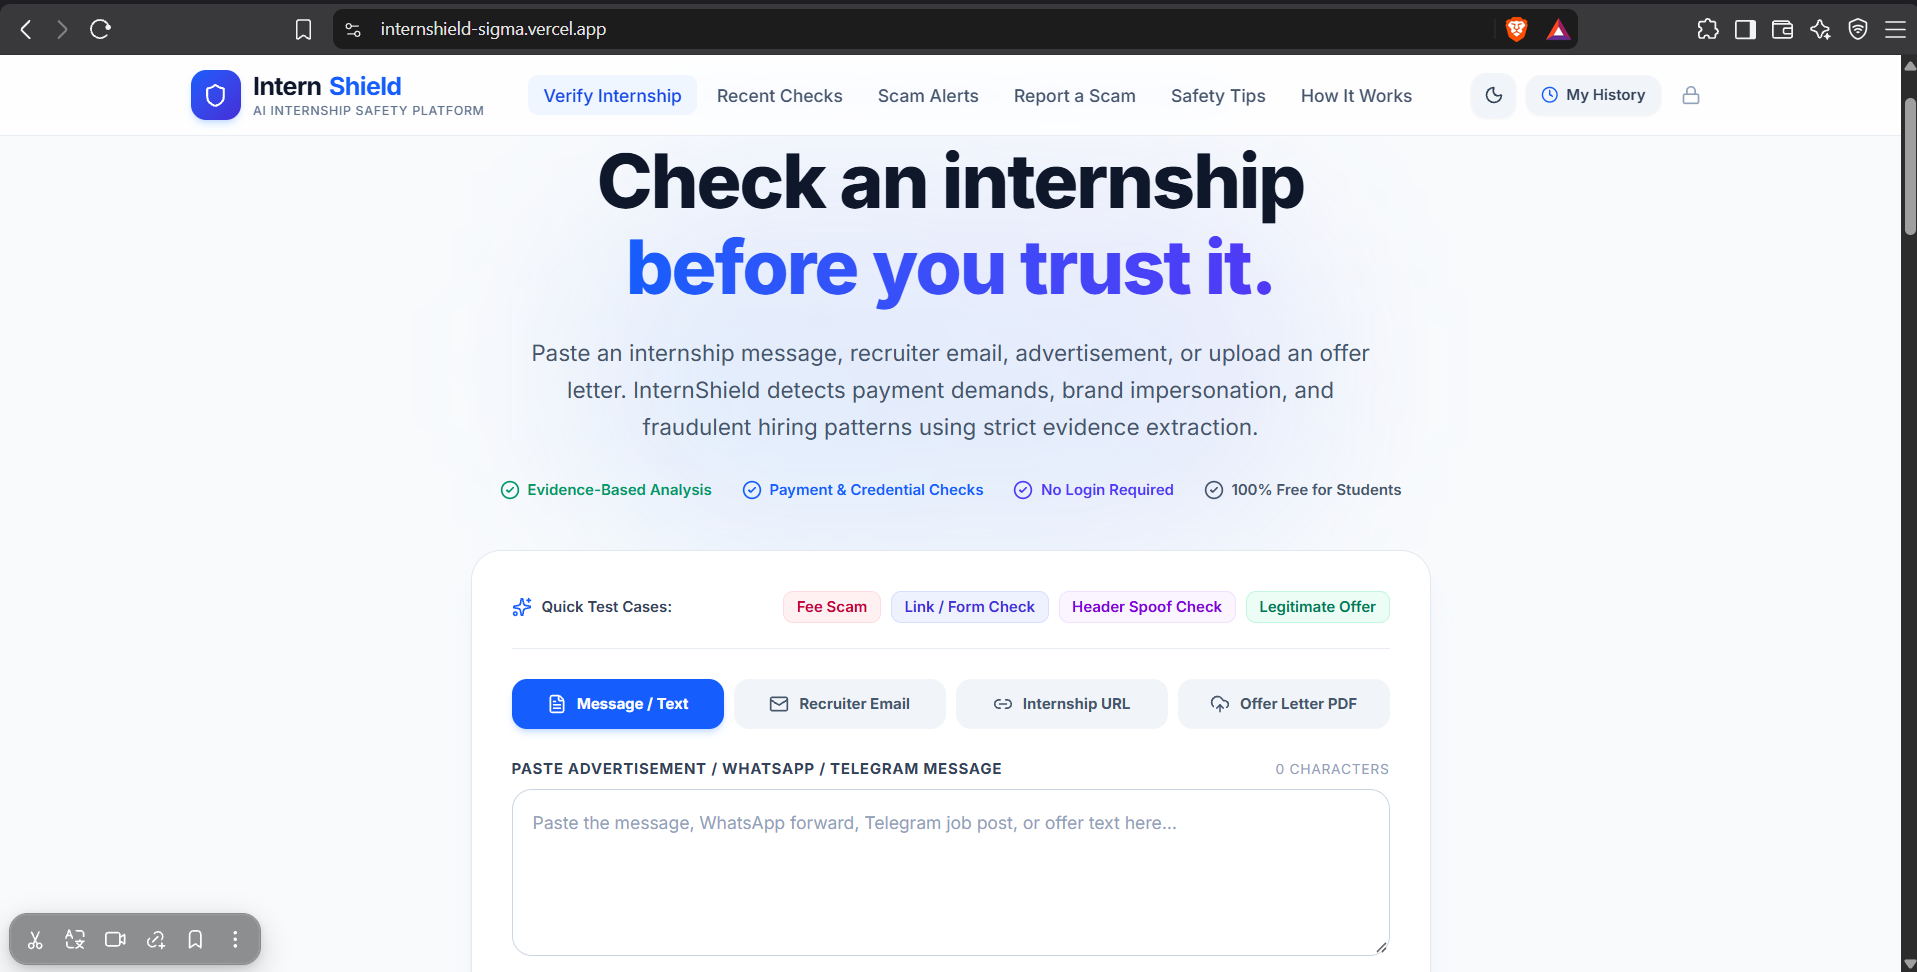 internshield-sigma.vercel.app
Intern Shield
AI INTERNSHIP SAFETY PLATFORM
Verify Internship
Recent Checks
Scam Alerts
Report a Scam
Safety Tips
How It Works
My History
Check an internship
before you trust it.
Paste an internship message, recruiter email, advertisement, or upload an offer
letter. InternShield detects payment demands, brand impersonation, and
fraudulent hiring patterns using strict evidence extraction.
Evidence-Based Analysis
Payment & Credential Checks
No Login Required
100% Free for Students
Quick Test Cases:
Fee Scam
Link / Form Check
Header Spoof Check
Legitimate Offer
Message / Text
Recruiter Email
Internship URL
Offer Letter PDF
PASTE ADVERTISEMENT / WHATSAPP / TELEGRAM MESSAGE
0 CHARACTERS
Paste the message, WhatsApp forward, Telegram job post, or offer text here...